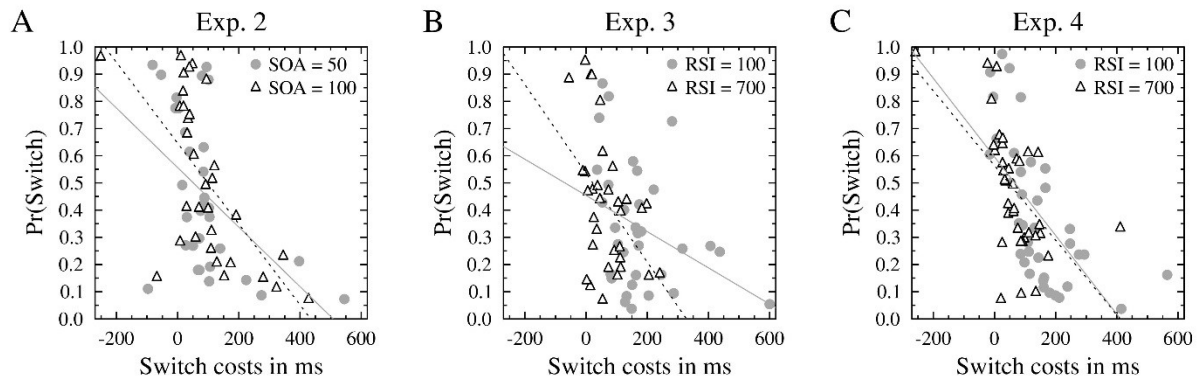 A
Exp. 2
Pr(Switch)
1.0
0.9
0.8
0.7
0.6
0.5
0.4
0.3
0.2
0.1
0.0
SOA = 50
SOA = 100
-200 0 200 400 600
Switch costs in ms
B
Exp. 3
Pr(Switch)
1.0
0.9
0.8
0.7
0.6
0.5
0.4
0.3
0.2
0.1
0.0
RSI = 100
RSI = 700
-200 0 200 400 600
Switch costs in ms
C
Exp. 4
Pr(Switch)
1.0
0.9
0.8
0.7
0.6
0.5
0.4
0.3
0.2
0.1
0.0
RSI = 100
RSI = 700
-200 0 200 400 600
Switch costs in ms